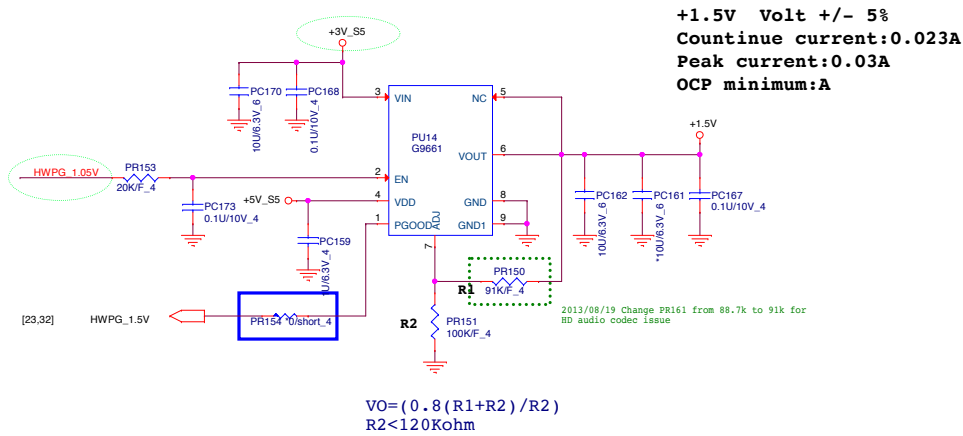 +1.5V Volt +/- 5%
Countinue current:0.023A
Peak current:0.03A
OCP minimum:A
+3V_S5
PC170
10U/6.3V_6
PC168
0.1U/10V_4
3
VIN
NC
5
PU14
G9661
+1.5V
VOUT
6
HWPG_1.05V
PR153
20K/F_4
2
EN
PC173
0.1U/10V_4
+5V_S5
4
VDD
GND
8
1
PGOOD
ADJ
GND1
9
7
PC162
10U/6.3V_6
PC161
*10U/6.3V_6
PC167
0.1U/10V_4
PC159
1U/6.3V_4
PR150
R1
91K/F_4
[23,32]
HWPG_1.5V
PR154
0/short_4
R2
PR151
100K/F_4
2013/08/19 Change PR161 from 88.7k to 91k for
HD audio codec issue
VO=(0.8(R1+R2)/R2)
R2<120Kohm